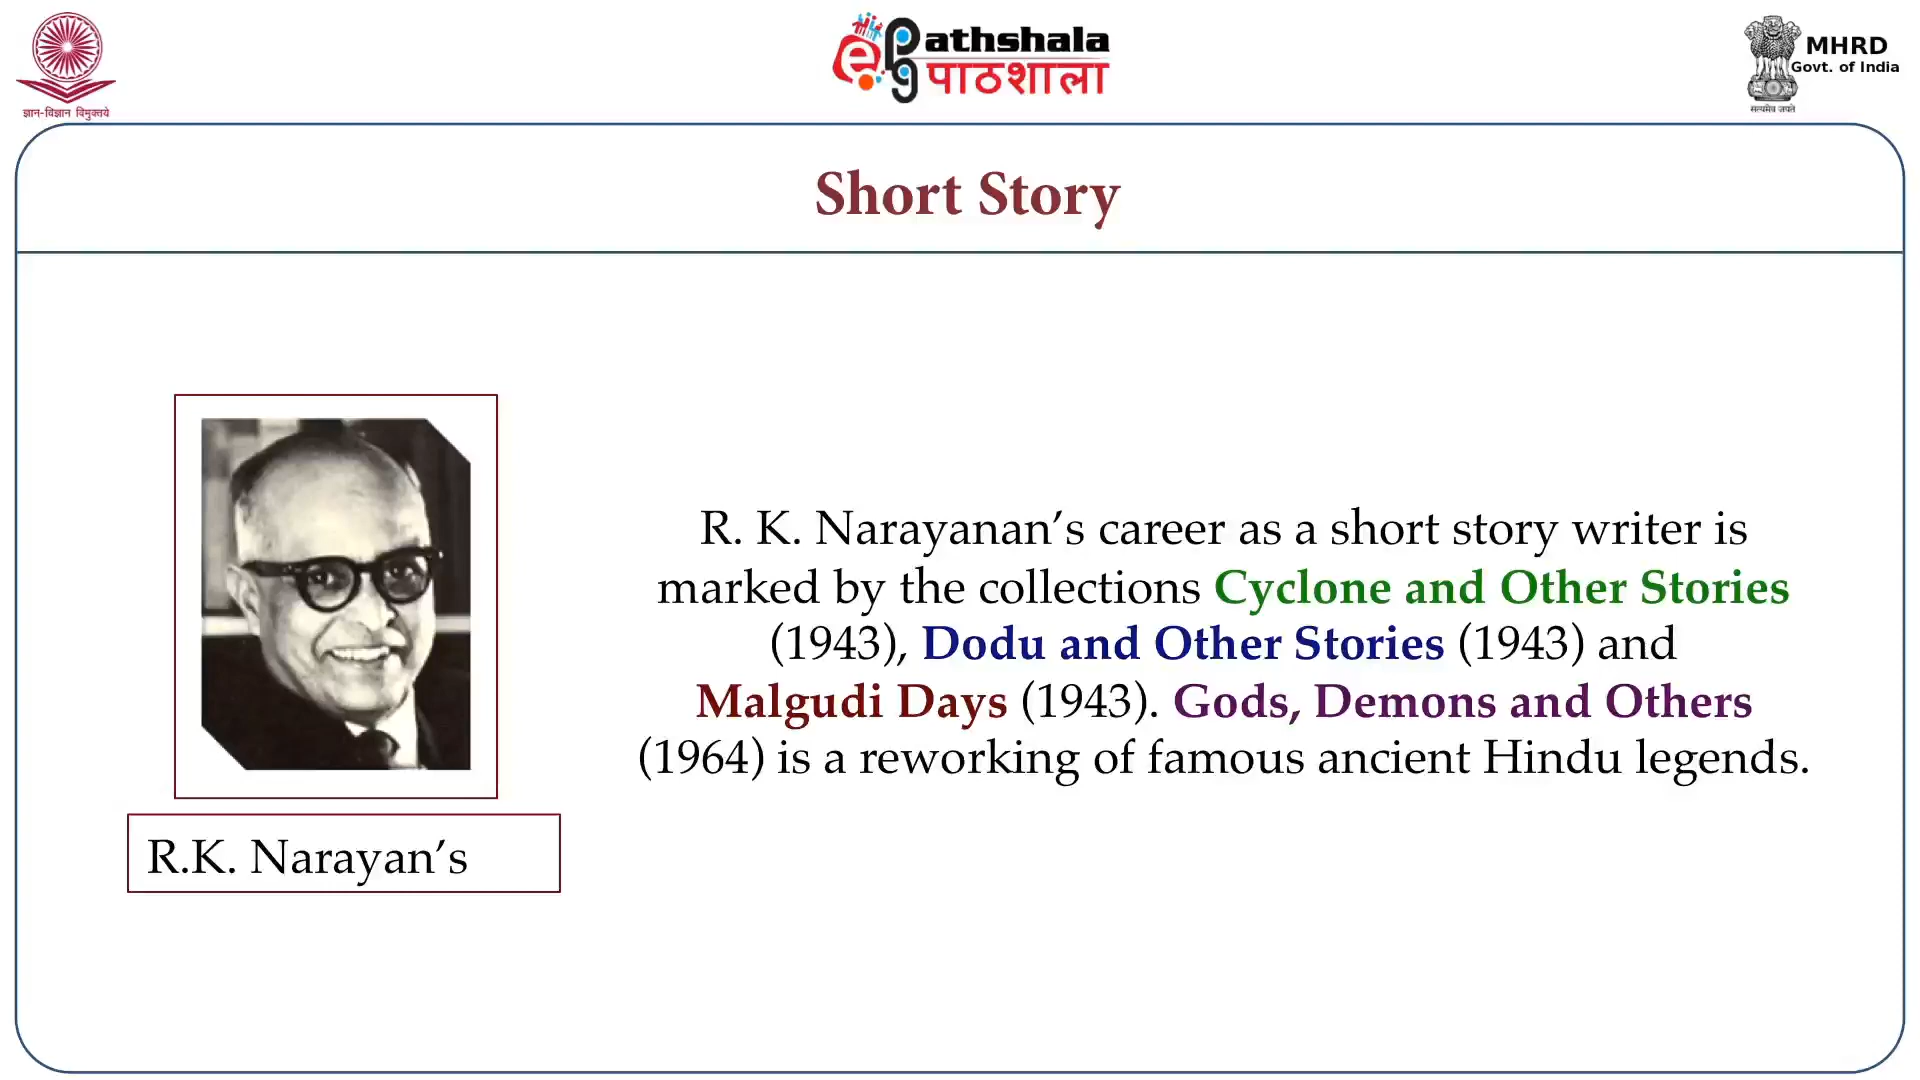 ज्ञान-विज्ञान विमुक्तये
e
Pathshala
पाठशाला
pg
MHRD
Govt. of India
सत्यमेव जयते
Short Story
R. K. Narayanan’s career as a short story writer is
marked by the collections Cyclone and Other Stories
(1943), Dodu and Other Stories (1943) and
Malgudi Days (1943). Gods, Demons and Others
(1964) is a reworking of famous ancient Hindu legends.
R.K. Narayan’s